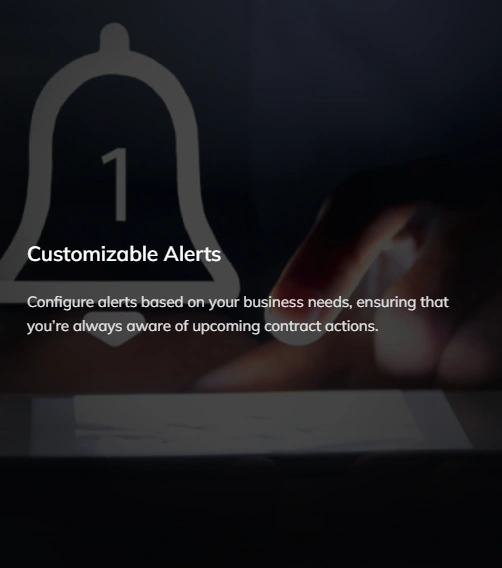 1
Customizable Alerts
Configure alerts based on your business needs, ensuring that
you're always aware of upcoming contract actions.